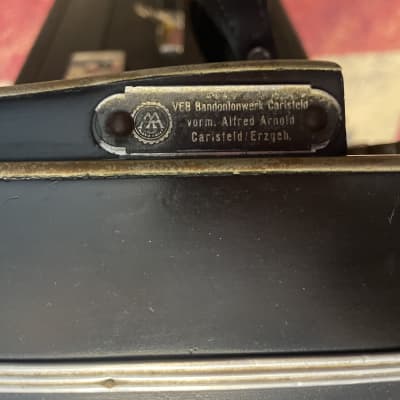 VEB Bandonionwerk Carlsfeld
vorm. Alfred Arnold
Carlsfeld/Erzgeb.